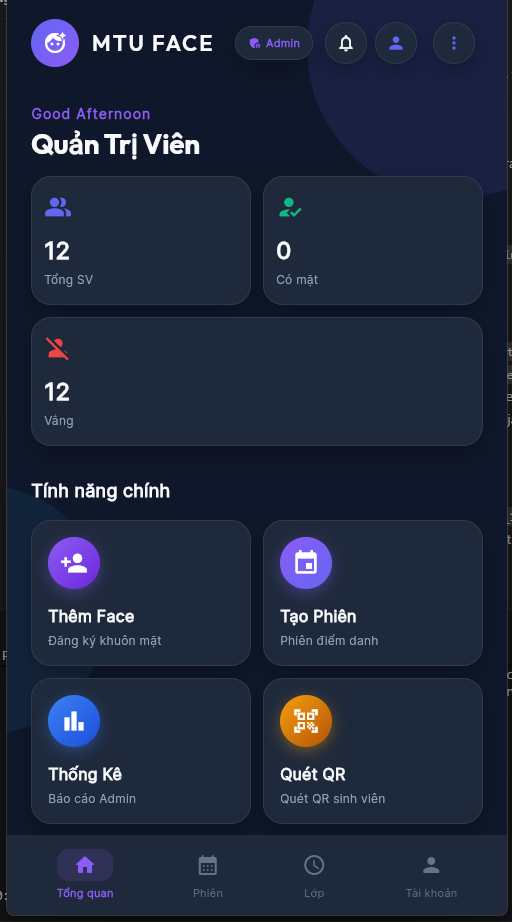 MTU FACE
Admin
Good Afternoon
Quản Trị Viên
12
Tổng SV
0
Có mặt
12
Vắng
Tính năng chính
Thêm Face
Đăng ký khuôn mặt
Tạo Phiên
Phiên điểm danh
Thống Kê
Báo cáo Admin
Quét QR
Quét QR sinh viên
Tổng quan
Phiên
Lớp
Tài khoản